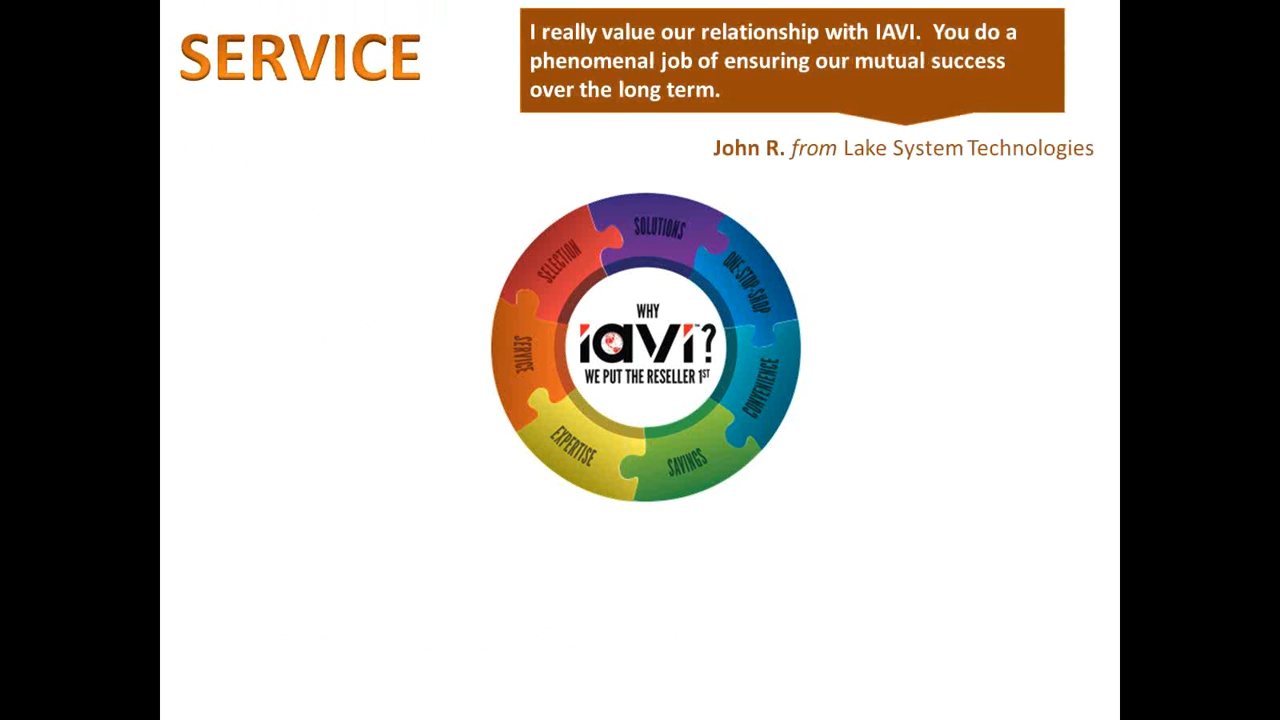 SERVICE
I really value our relationship with IAVI.  You do a
phenomenal job of ensuring our mutual success
over the long term.
John R. from Lake System Technologies
SOLUTIONS
SELECTION
ONE-STOP-SHOP
WHY
iavi™?
WE PUT THE RESELLER 1ST
SERVICE
CONVENIENCE
EXPERTISE
SAVINGS